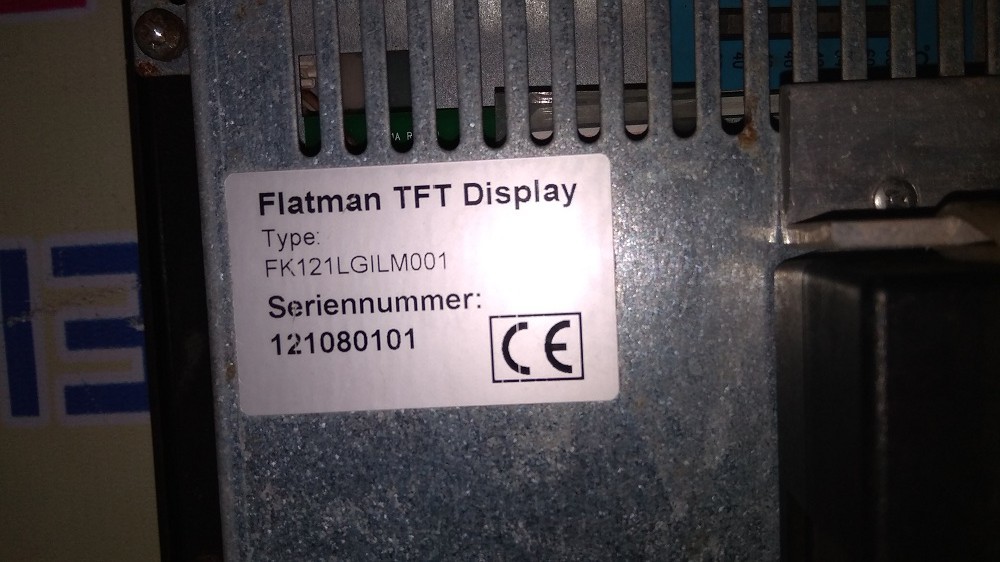 Flatman TFT Display
Type:
FK121LGILM001
Seriennummer:
121080101
CE